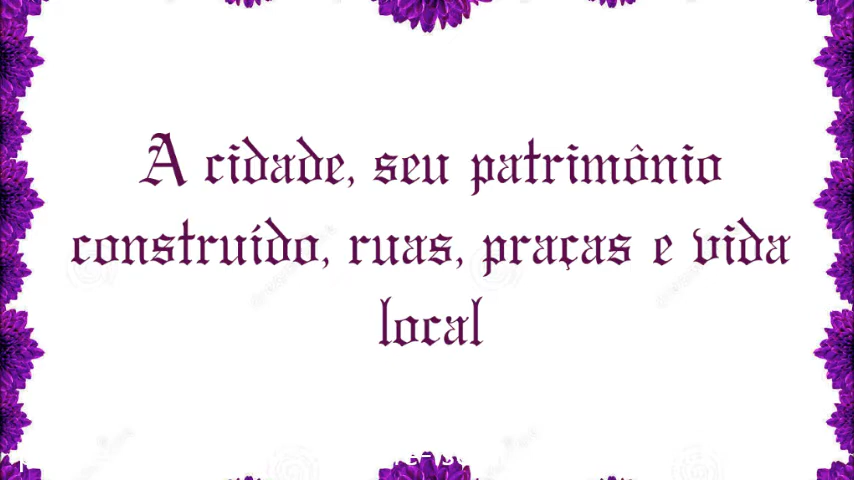 A cidade, seu patrimônio
construído, ruas, praças e vida
local